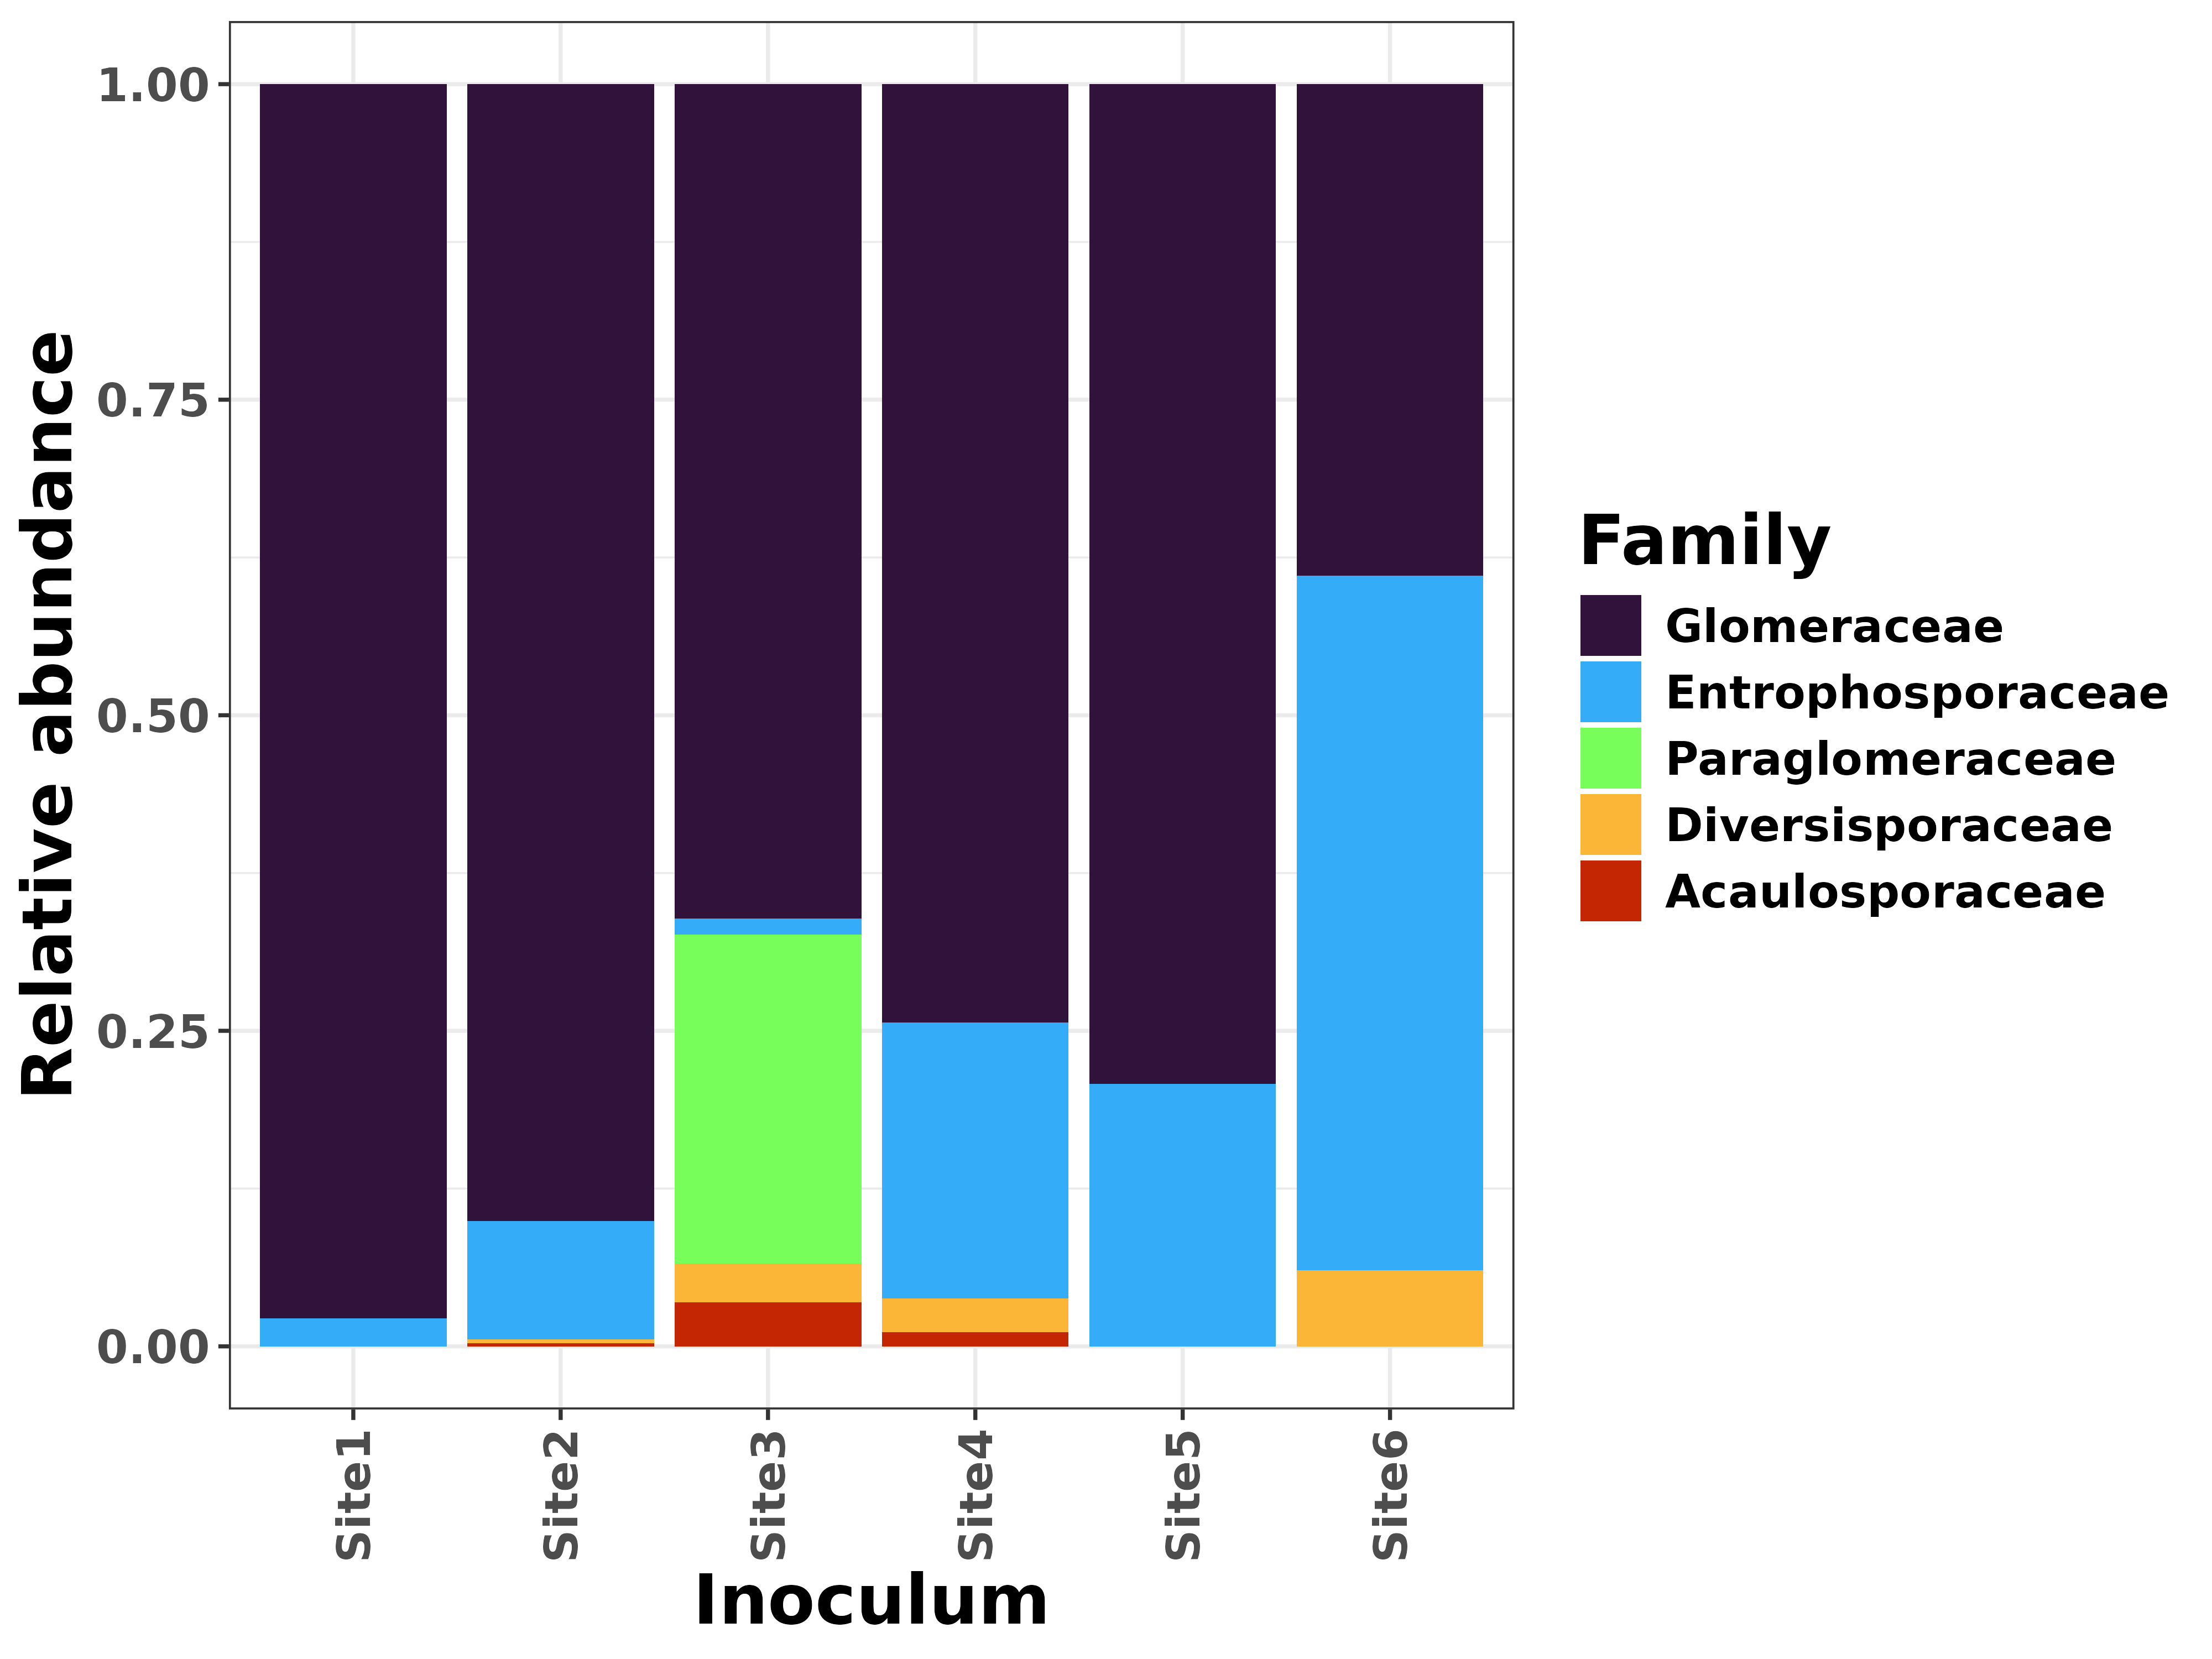 Relative abundance
1.00
0.75
0.50
0.25
0.00
Site1
Site2
Site3
Site4
Site5
Site6
Inoculum
Family
Glomeraceae
Entrophosporaceae
Paraglomeraceae
Diversisporaceae
Acaulosporaceae